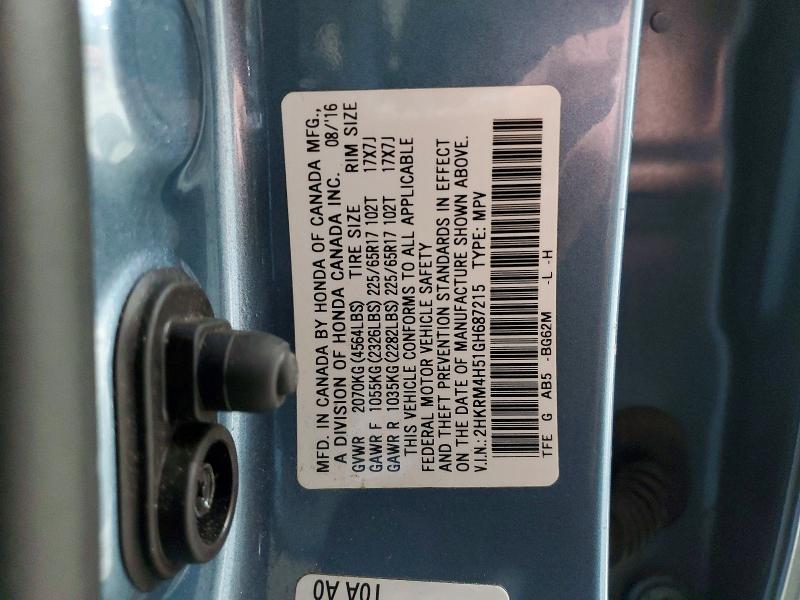 MFD. IN CANADA BY HONDA OF CANADA MFG.,
A DIVISION OF HONDA CANADA INC. 08/'16
GVWR 2070KG(4564LBS) TIRE SIZE RIM SIZE
GAWR F 1055KG(2326LBS) 225/65R17 102T 17X7J
GAWR R 1035KG(2282LBS) 225/65R17 102T 17X7J
THIS VEHICLE CONFORMS TO ALL APPLICABLE
FEDERAL MOTOR VEHICLE SAFETY
AND THEFT PREVENTION STANDARDS IN EFFECT
ON THE DATE OF MANUFACTURE SHOWN ABOVE.
V.I.N.:2HKRM4H51GH687215 TYPE: MPV
TFE G AB5 -BG62M -L -H
T0A A0